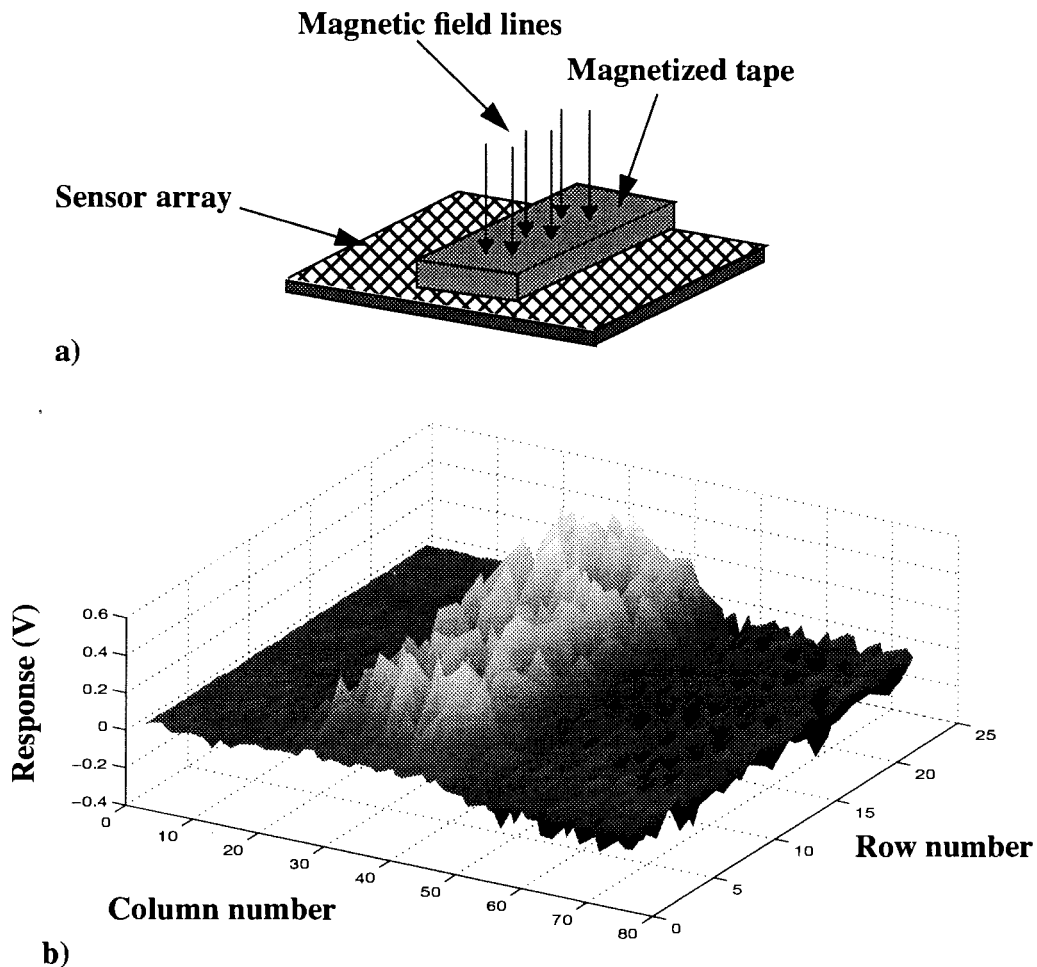 Magnetic field lines
Magnetized tape
Sensor array
a)
0.6
0.4
0.2
0
−0.2
−0.4
Response (V)
0
10
20
30
40
50
60
70
80
Column number
0
5
10
15
20
25
Row number
b)